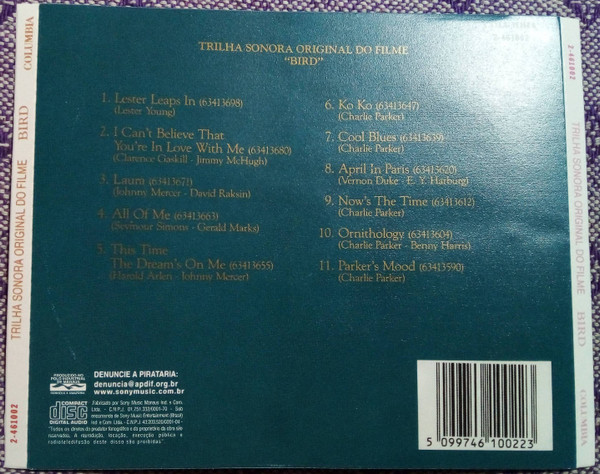 TRILHA SONORA ORIGINAL DO FILME
"BIRD"
1. Lester Leaps In (63413698)
(Lester Young)
2. I Can't Believe That
You're In Love With Me (63413680)
(Clarence Gaskill - Jimmy McHugh)
3. Laura (63413671)
(Johnny Mercer - David Raksin)
4. All Of Me (63413663)
(Seymour Simons - Gerald Marks)
5. This Time
The Dream's On Me (63413655)
(Harold Arlen - Johnny Mercer)
6. Ko Ko (63413647)
(Charlie Parker)
7. Cool Blues (63413639)
(Charlie Parker)
8. April In Paris (63413620)
(Vernon Duke - E. Y. Harburg)
9. Now's The Time (63413612)
(Charlie Parker)
10. Ornithology (63413604)
(Charlie Parker - Benny Harris)
11. Parker's Mood (63413590)
(Charlie Parker)
DENUNCIE A PIRATARIA:
denuncia@apdif.org.br
www.sonymusic.com.br
COMPACT
disc
DIGITAL AUDIO
5 099746 100223
2-461002 TRILHA SONORA ORIGINAL DO FILME BIRD COLUMBIA
2-461002 TRILHA SONORA ORIGINAL DO FILME BIRD COLUMBIA